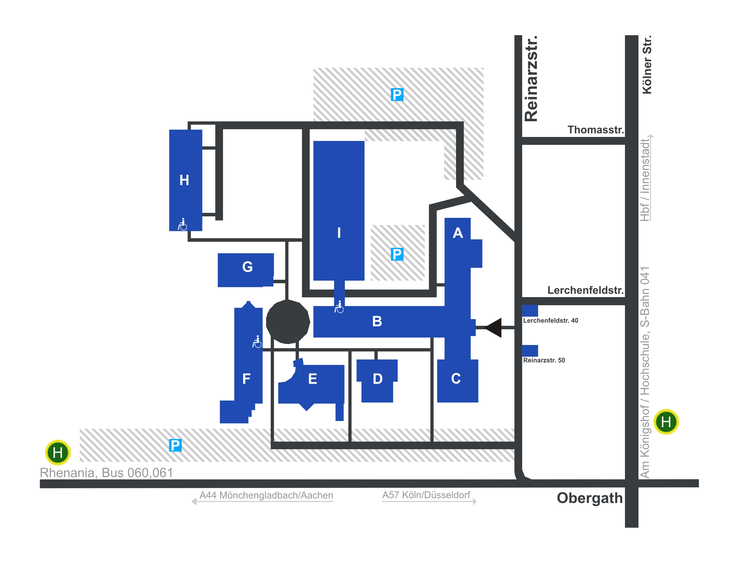 Reinarzstr.
Kölner Str.
P
Thomasstr.
Hbf / Innenstadt
H
A
I
P
G
Lerchenfeldstr.
B
Lerchenfeldstr. 40
Reinarzstr. 50
F
E
D
C
Am Königshof / Hochschule, S-Bahn 041
H
P
H
Rhenania, Bus 060,061
A44 Mönchengladbach/Aachen
A57 Köln/Düsseldorf
Obergath